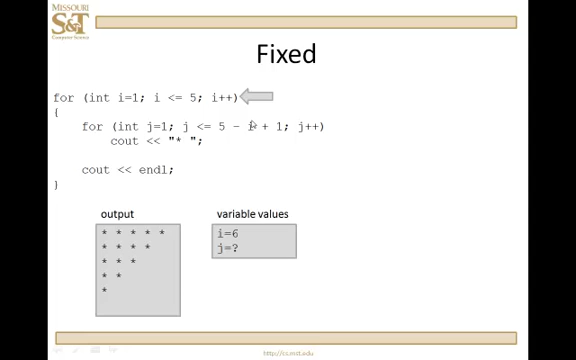 MISSOURI
S&T
Computer Science
Fixed
for (int i=1; i <= 5; i++)
{
for (int j=1; j <= 5 - i + 1; j++)
cout << "* ";
cout << endl;
}
output
* * * * *
* * * *
* * *
* *
*
variable values
i=6
j=?
http://cs.mst.edu